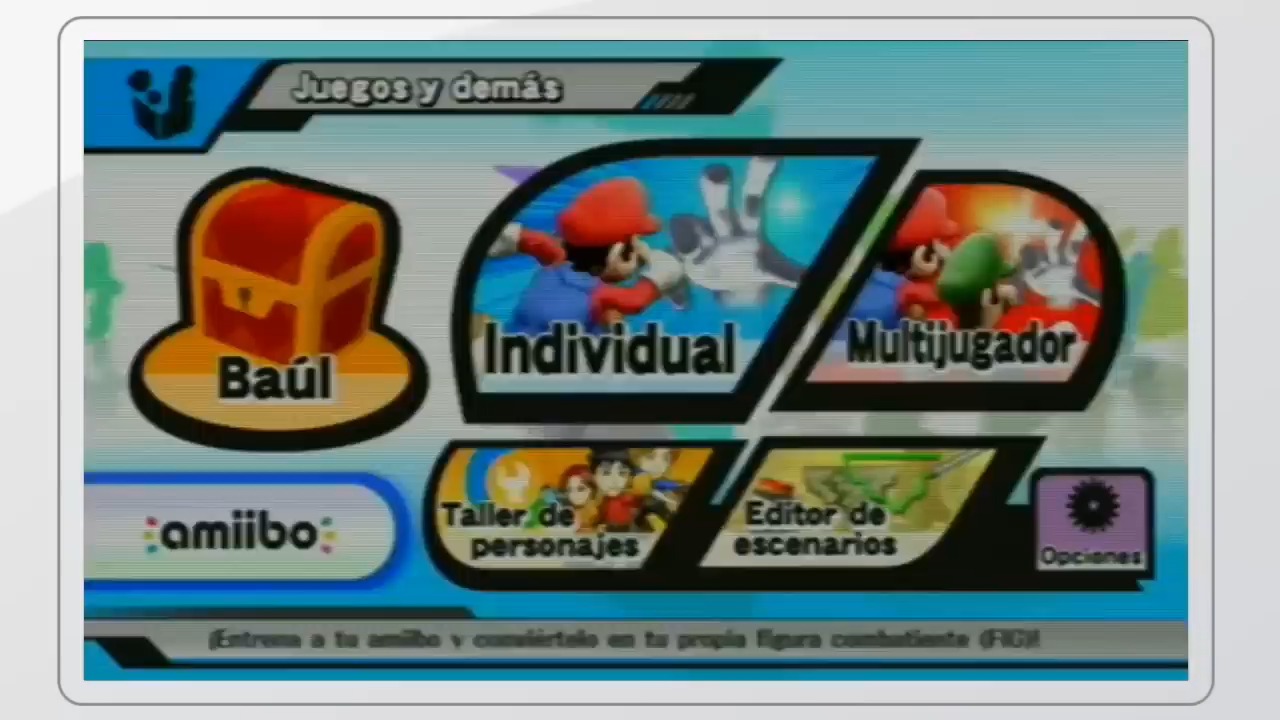 Juegos y demás
Baúl
Individual
Multijugador
amiibo
Taller de
personajes
Editor de
escenarios
Opciones
¡Entrena a tu amiibo y conviértelo en tu propia figura combatiente (FIG)!